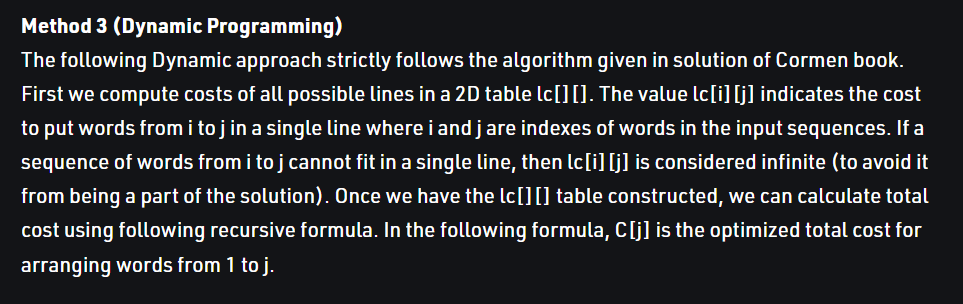 Method 3 (Dynamic Programming)
The following Dynamic approach strictly follows the algorithm given in solution of Cormen book.
First we compute costs of all possible lines in a 2D table lc[][]. The value lc[i][j] indicates the cost
to put words from i to j in a single line where i and j are indexes of words in the input sequences. If a
sequence of words from i to j cannot fit in a single line, then lc[i][j] is considered infinite (to avoid it
from being a part of the solution). Once we have the lc[][] table constructed, we can calculate total
cost using following recursive formula. In the following formula, C[j] is the optimized total cost for
arranging words from 1 to j.